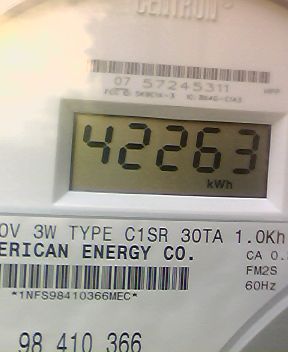 CENTRON
07 57245311
42263
kWh
0V 3W TYPE C1SR 30TA 1.0Kh
ERICAN ENERGY CO.
CA 0.
FM2S
60Hz
*1NFS98410366MEC*
98 410 366